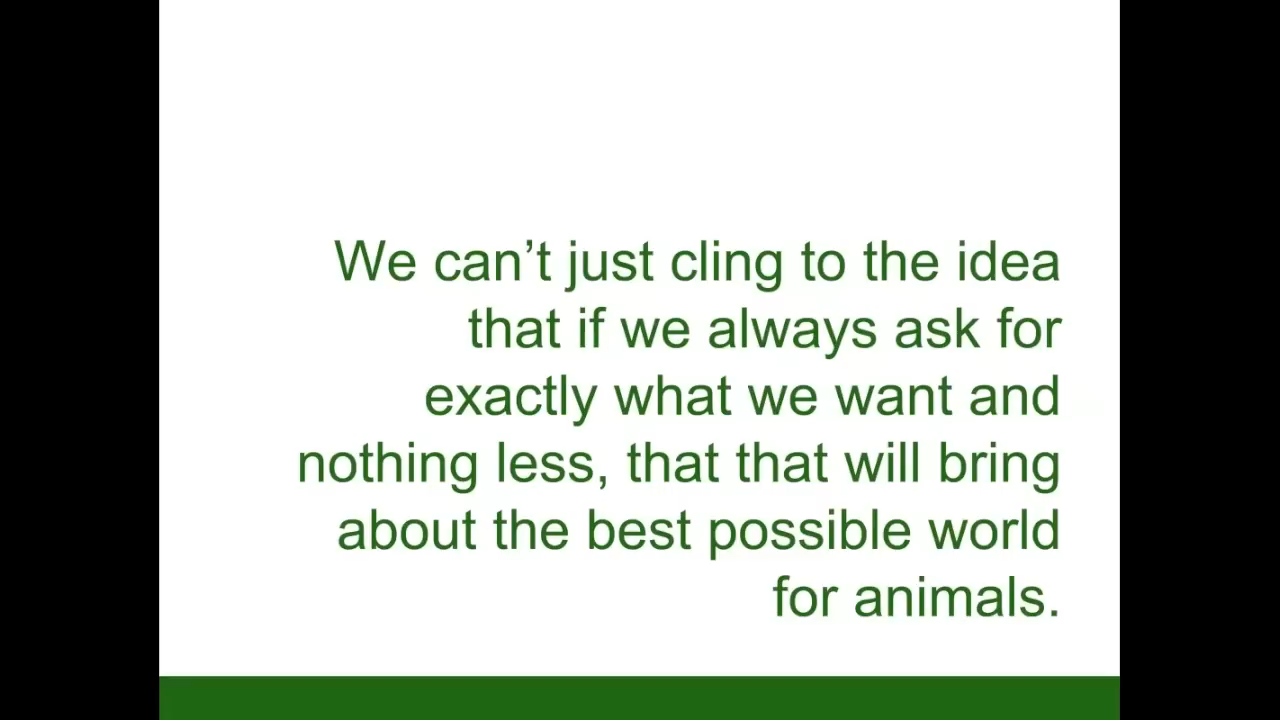 We can’t just cling to the idea
that if we always ask for
exactly what we want and
nothing less, that that will bring
about the best possible world
for animals.